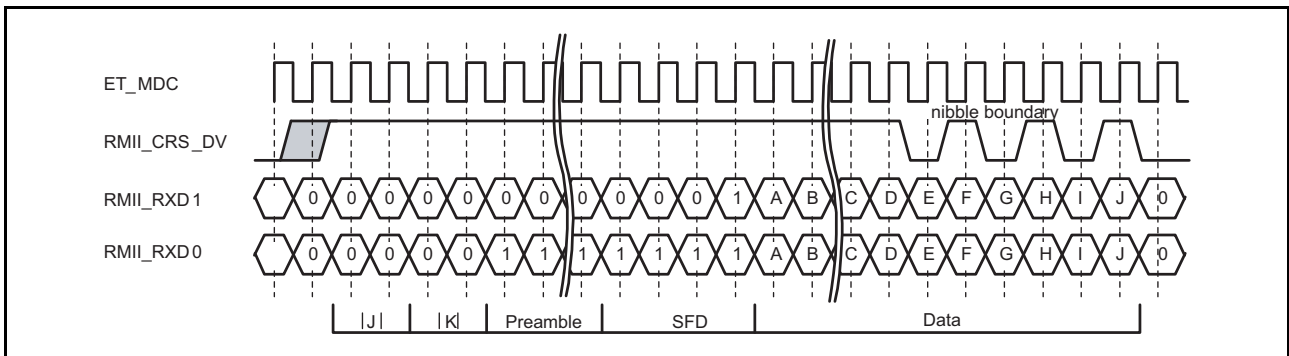 ET_MDC
nibble boundary
RMII_CRS_DV
RMII_RXD1 0 0 0 0 0 0 0 0 0 0 0 1 A B C D E F G H I J 0
RMII_RXD0 0 0 0 0 0 1 1 1 1 1 1 1 A B C D E F G H I J 0
|J| |K| Preamble SFD Data